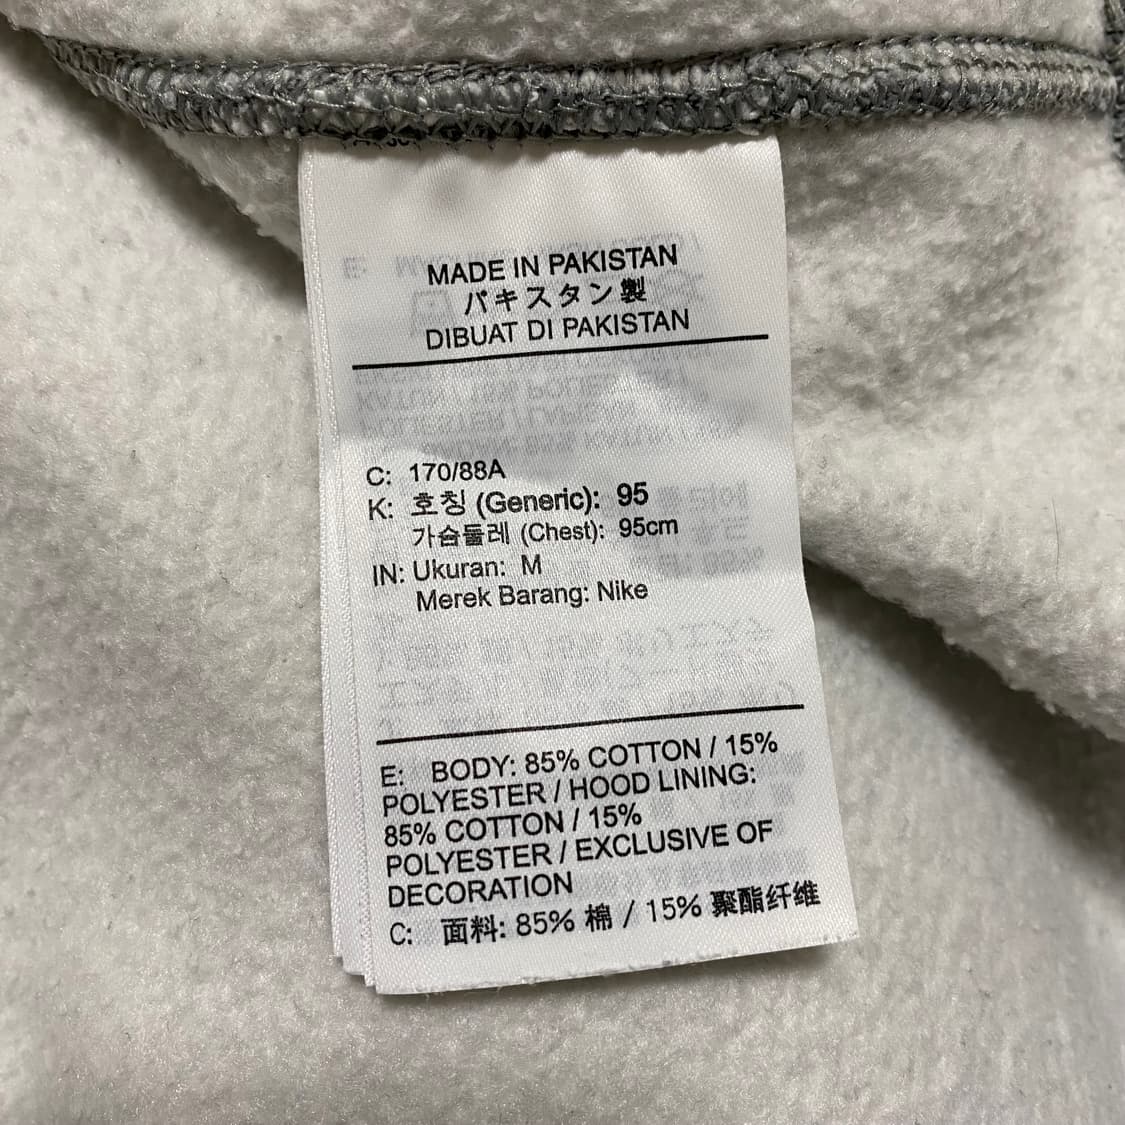 MADE IN PAKISTAN
パキスタン製
DIBUAT DI PAKISTAN
C: 170/88A
K: 호칭 (Generic): 95
가슴둘레 (Chest): 95cm
IN: Ukuran: M
Merek Barang: Nike
E: BODY: 85% COTTON / 15%
POLYESTER / HOOD LINING:
85% COTTON / 15%
POLYESTER / EXCLUSIVE OF
DECORATION
C: 面料: 85% 棉 / 15% 聚酯纤维